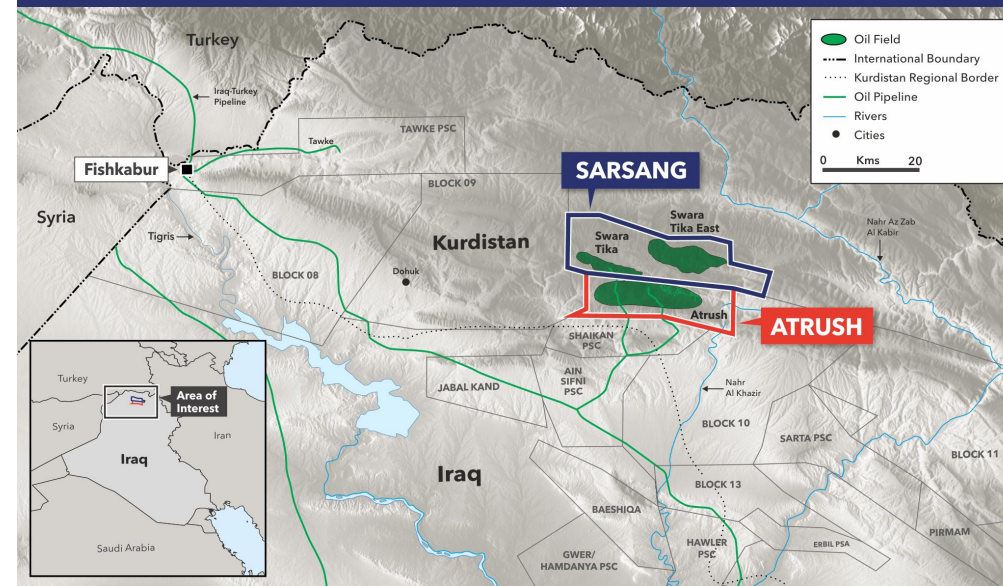 Turkey
Iraq-Turkey
Pipeline
Tawke
TAWKE PSC
Fishkabur
BLOCK 09
SARSANG
Syria
Tigris
Kurdistan
Swara
Tika
Swara
Tika East
Nahr Az Zab
Al Kabir
BLOCK 08
Dohuk
Atrush
ATRUSH
SHAIKAN
PSC
AIN
SIFNI
PSC
JABAL KAND
Nahr
Al Khazir
BLOCK 10
SARTA PSC
BLOCK 11
Iraq
BLOCK 13
BAESHIQA
PIRMAM
HAWLER
PSC
ERBIL PSA
GWER/
HAMDANYA PSC
Oil Field
International Boundary
Kurdistan Regional Border
Oil Pipeline
Rivers
Cities
0 Kms 20
Turkey
Area of
Interest
Syria
Iran
Iraq
Saudi Arabia